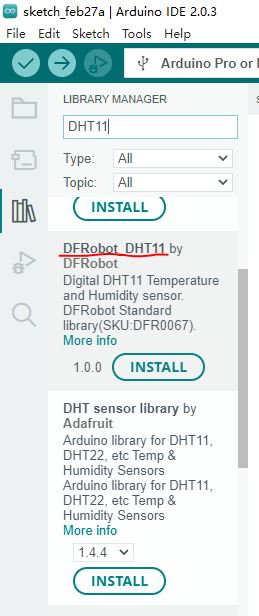 sketch_feb27a | Arduino IDE 2.0.3
File Edit Sketch Tools Help
Arduino Pro or
LIBRARY MANAGER
DHT11
Type: All
Topic: All
INSTALL
DFRobot_DHT11 by
DFRobot
Digital DHT11 Temperature
and Humidity sensor.
DFRobot Standard
library(SKU:DFR0067).
More info
1.0.0 INSTALL
DHT sensor library by
Adafruit
Arduino library for DHT11,
DHT22, etc Temp &
Humidity Sensors
Arduino library for DHT11,
DHT22, etc Temp &
Humidity Sensors
More info
1.4.4
INSTALL